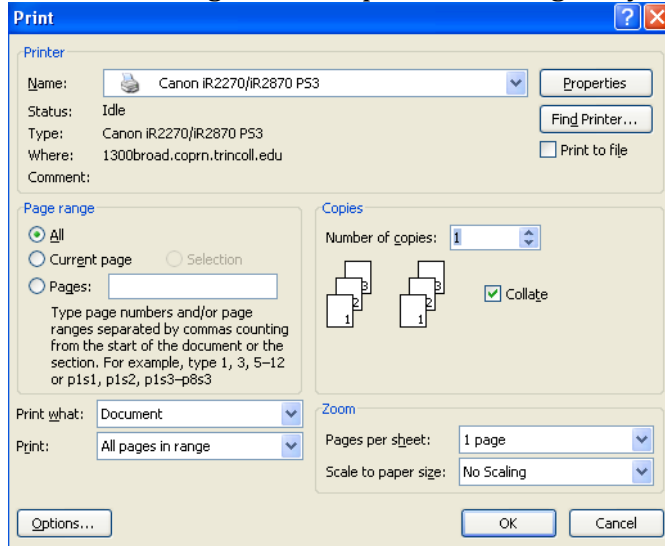 Print
Printer
Name: Canon iR2270/iR2870 PS3 Properties
Status: Idle Find Printer...
Type: Canon iR2270/iR2870 PS3
Where: 1300broad.coprn.trincoll.edu Print to file
Comment:
Page range
All
Current page Selection
Pages:
Type page numbers and/or page
ranges separated by commas counting
from the start of the document or the
section. For example, type 1, 3, 5–12
or p1s1, p1s2, p1s3–p8s3
Copies
Number of copies: 1
3 3
2 2
1 1
Collate
Print what: Document
Print: All pages in range
Zoom
Pages per sheet: 1 page
Scale to paper size: No Scaling
Options... OK Cancel